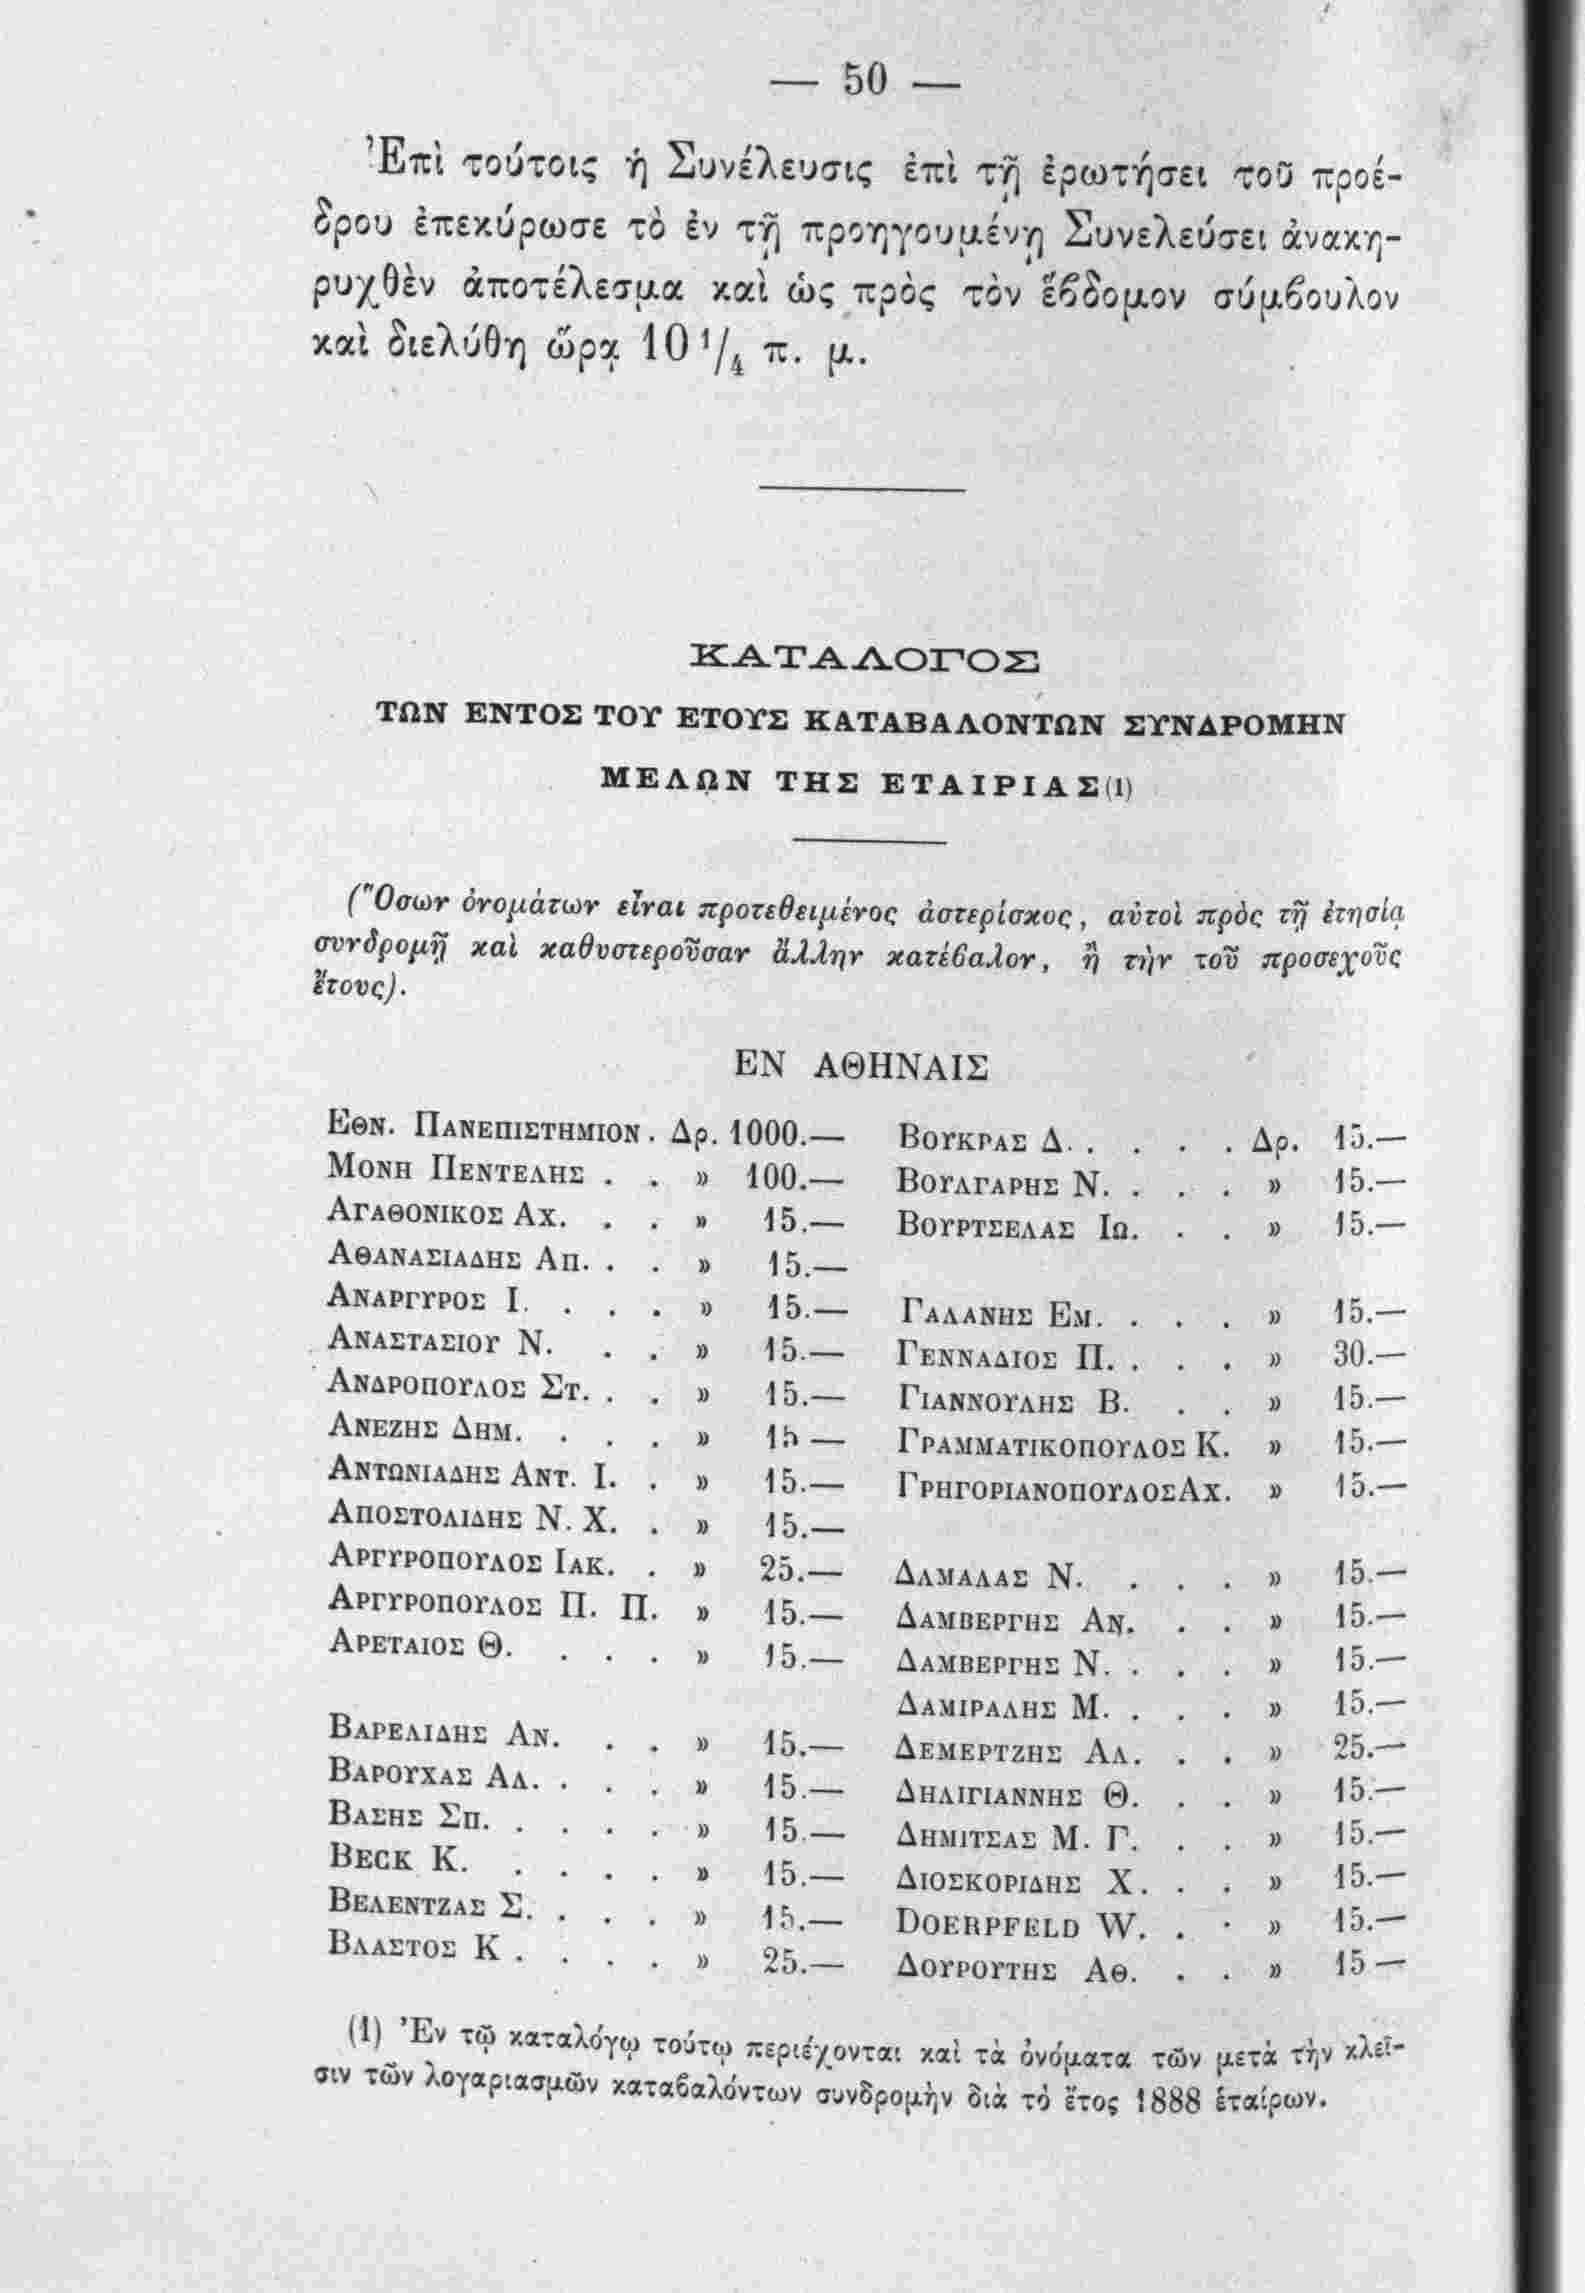 — 50 —
Ἐπὶ τούτοις ἡ Συνέλευσις ἐπὶ τῇ ἐρωτήσει τοῦ προέ-
δρου ἐπεκύρωσε τὸ ἐν τῇ προηγουμένῃ Συνελεύσει ἀνακη-
ρυχθὲν ἀποτέλεσμα καὶ ὡς πρὸς τὸν ἕβδομον σύμβουλον
καὶ διελύθη ὥρᾳ 10 1/4 π. μ.
ΚΑΤΑΛΟΓΟΣ
ΤΩΝ ΕΝΤΟΣ ΤΟΥ ΕΤΟΥΣ ΚΑΤΑΒΑΛΟΝΤΩΝ ΣΥΝΔΡΟΜΗΝ
ΜΕΛΩΝ ΤΗΣ ΕΤΑΙΡΙΑΣ(1)
(Ὅσων ὀνομάτων εἶναι προτεθειμένος ἀστερίσκος, αὐτοὶ πρὸς τῇ ἐτησίᾳ
συνδρομῇ καὶ καθυστεροῦσαν ἄλλην κατέβαλον, ἢ τὴν τοῦ προσεχοῦς
ἔτους).
ΕΝ ΑΘΗΝΑΙΣ
ΕΘΝ. ΠΑΝΕΠΙΣΤΗΜΙΟΝ. Δρ. 1000.—
ΜΟΝΗ ΠΕΝΤΕΛΗΣ . . » 100.—
ΑΓΑΘΟΝΙΚΟΣ ΑΧ. . . » 15.—
ΑΘΑΝΑΣΙΑΔΗΣ ΑΠ. . . » 15.—
ΑΝΑΡΓΥΡΟΣ Ι. . . . » 15.—
ΑΝΑΣΤΑΣΙΟΥ Ν. . . » 15.—
ΑΝΔΡΟΠΟΥΛΟΣ ΣΤ. . . » 15.—
ΑΝΕΖΗΣ ΔΗΜ. . . . » 15 —
ΑΝΤΩΝΙΑΔΗΣ ΑΝΤ. Ι. . » 15.—
ΑΠΟΣΤΟΛΙΔΗΣ Ν. Χ. . » 15.—
ΑΡΓΥΡΟΠΟΥΛΟΣ ΙΑΚ. . » 25.—
ΑΡΓΥΡΟΠΟΥΛΟΣ Π. Π. » 15.—
ΑΡΕΤΑΙΟΣ Θ. . . . » 15.—
ΒΑΡΕΛΙΔΗΣ ΑΝ. . . » 15.—
ΒΑΡΟΥΧΑΣ ΑΛ. . . . » 15.—
ΒΑΣΗΣ ΣΠ. . . . . » 15.—
BECK K. . . . . » 15.—
ΒΕΛΕΝΤΖΑΣ Σ. . . . » 15.—
ΒΛΑΣΤΟΣ Κ . . . . » 25.—
ΒΟΥΚΡΑΣ Δ. . . . . Δρ. 15.—
ΒΟΥΛΓΑΡΗΣ Ν. . . . » 15.—
ΒΟΥΡΤΣΕΛΑΣ ΙΩ. . . » 15.—
ΓΑΛΑΝΗΣ ΕΜ. . . . » 15.—
ΓΕΝΝΑΔΙΟΣ Π. . . . » 30.—
ΓΙΑΝΝΟΥΛΗΣ Β. . . » 15.—
ΓΡΑΜΜΑΤΙΚΟΠΟΥΛΟΣ Κ. » 15.—
ΓΡΗΓΟΡΙΑΝΟΠΟΥΛΟΣ ΑΧ. » 15.—
ΔΑΜΑΛΑΣ Ν. . . . » 15.—
ΔΑΜΒΕΡΓΗΣ ΑΝ. . . » 15.—
ΔΑΜΒΕΡΓΗΣ Ν. . . . » 15.—
ΔΑΜΙΡΑΛΗΣ Μ. . . . » 15.—
ΔΕΜΕΡΤΖΗΣ ΑΛ. . . » 25.—
ΔΗΛΙΓΙΑΝΝΗΣ Θ. . . » 15.—
ΔΗΜΙΤΣΑΣ Μ. Γ. . . » 15.—
ΔΙΟΣΚΟΡΙΔΗΣ Χ. . . » 15.—
DOERPFELD W. . . » 15.—
ΔΟΥΡΟΥΤΗΣ ΑΘ. . . » 15 —
(1) Ἐν τῷ καταλόγῳ τούτῳ περιέχονται καὶ τὰ ὀνόματα τῶν μετὰ τὴν κλεῖ-
σιν τῶν λογαριασμῶν καταβαλόντων συνδρομὴν διὰ τὸ ἔτος 1888 ἑταίρων.